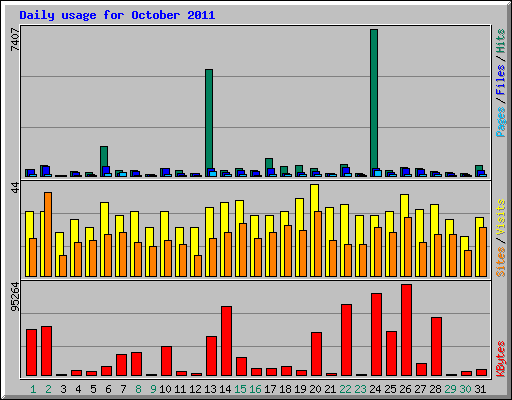 Daily usage for October 2011
7407
44
95264
Pages / Files / Hits
Sites / Visits
KBytes
1 2 3 4 5 6 7 8 9 10 11 12 13 14 15 16 17 18 19 20 21 22 23 24 25 26 27 28 29 30 31